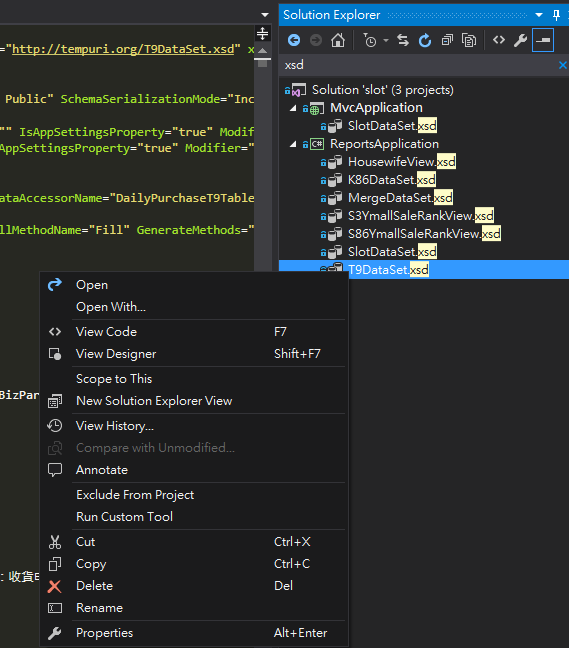 Solution Explorer
="http://tempuri.org/T9DataSet.xsd" x
xsd
Solution 'slot' (3 projects)
Public" SchemaSerializationMode="Inc
MvcApplication
SlotDataSet.xsd
"" IsAppSettingsProperty="true" Modif
AppSettingsProperty="true" Modifier="
ReportsApplication
HousewifeView.xsd
K86DataSet.xsd
ataAccessorName="DailyPurchaseT9Table
MergeDataSet.xsd
S3YmallSaleRankView.xsd
llMethodName="Fill" GenerateMethods="
S86YmallSaleRankView.xsd
SlotDataSet.xsd
T9DataSet.xsd
Open
Open With...
View Code F7
View Designer Shift+F7
Scope to This
BizPar
New Solution Explorer View
View History...
Compare with Unmodified...
Annotate
Exclude From Project
Run Custom Tool
Cut Ctrl+X
Copy Ctrl+C
: 收貨
Delete Del
Rename
Properties Alt+Enter